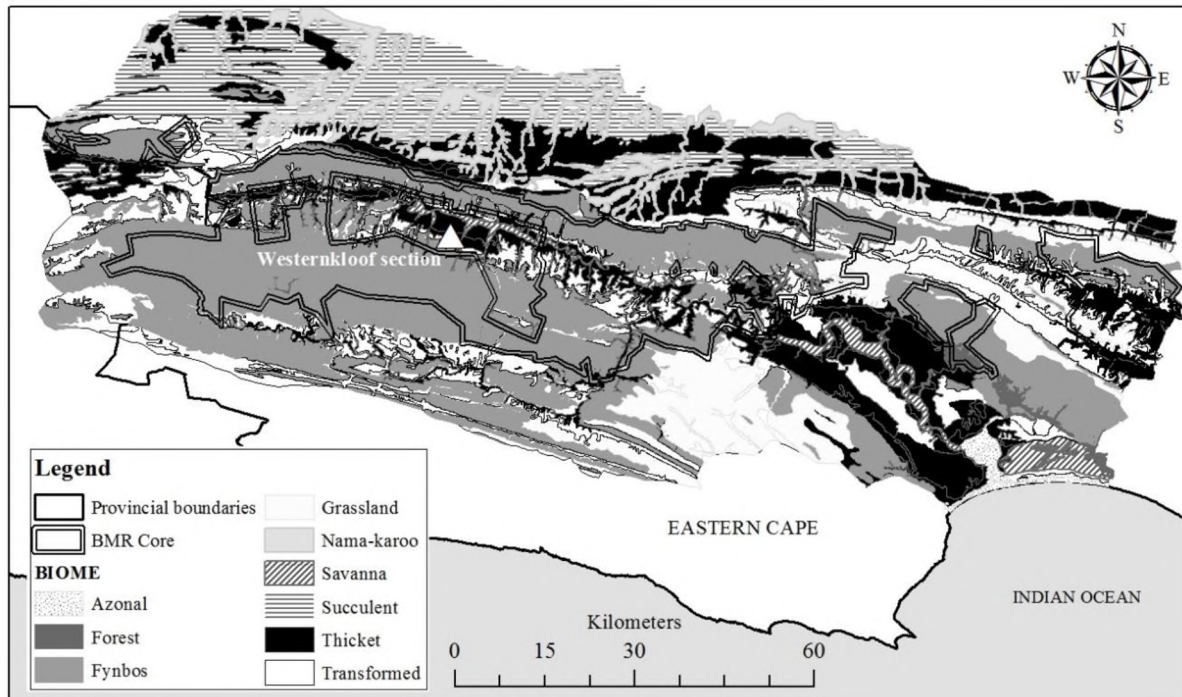 N
W E
S
Westernkloof section
Legend
Provincial boundaries
BMR Core
BIOME
Azonal
Forest
Fynbos
Grassland
Nama-karoo
Savanna
Succulent
Thicket
Transformed
EASTERN CAPE
INDIAN OCEAN
Kilometers
0 15 30 60